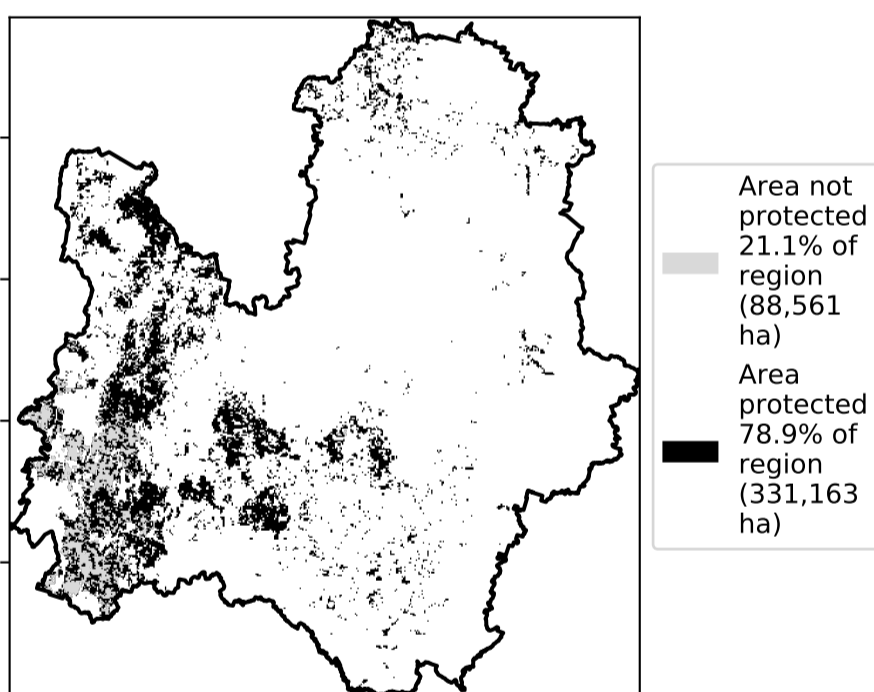 Area not
protected
21.1% of
region
(88,561
ha)
Area
protected
78.9% of
region
(331,163
ha)